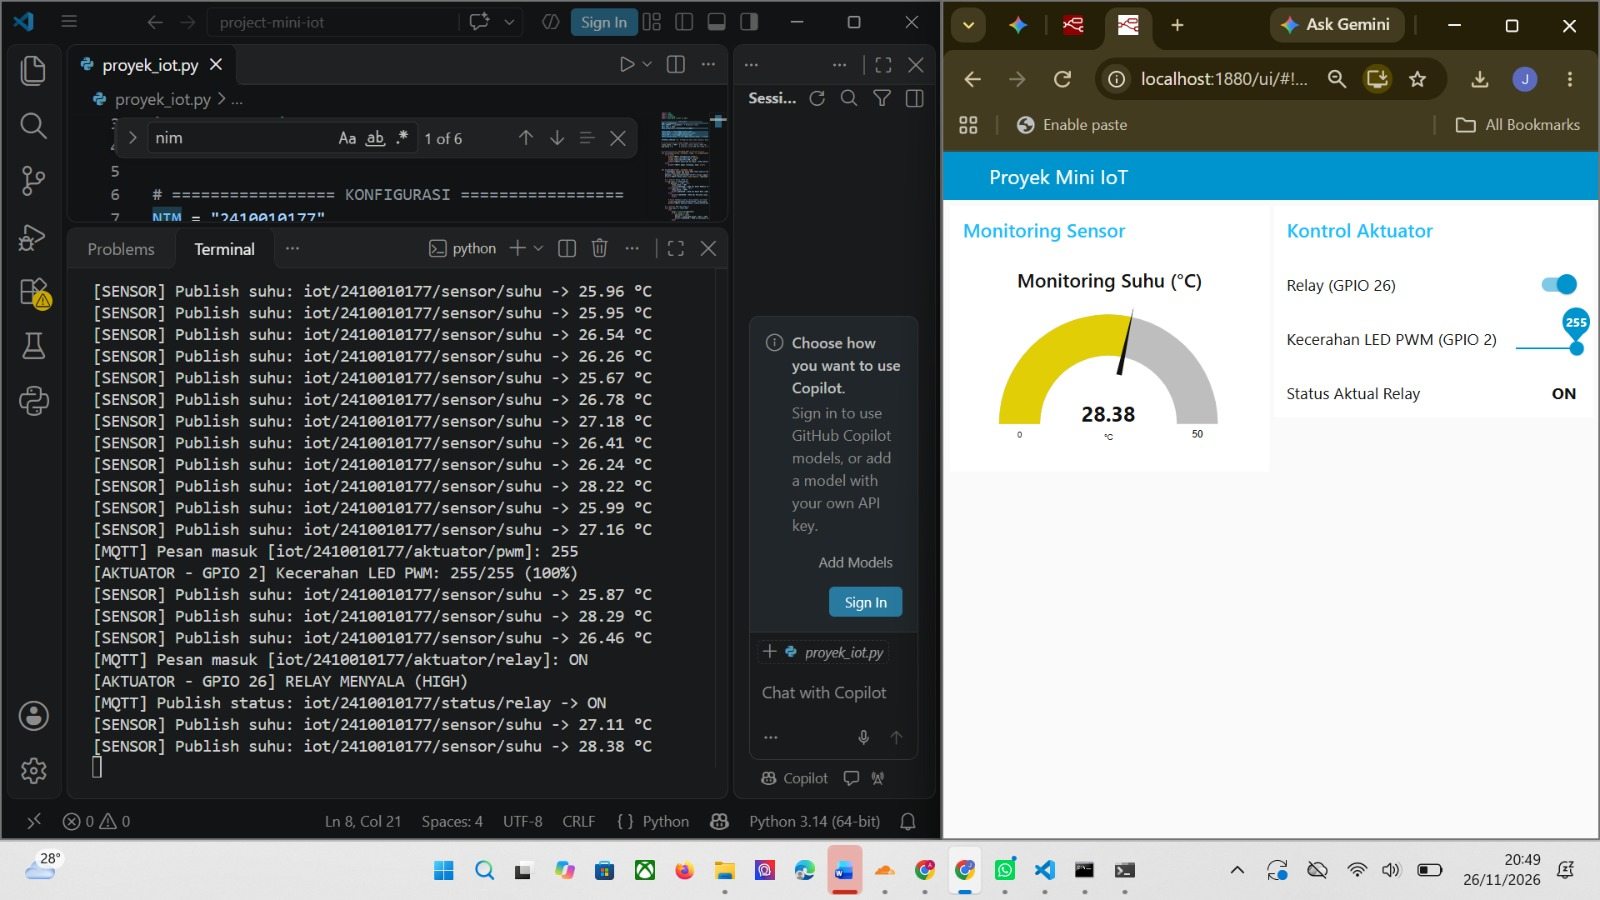 project-mini-iot
Sign In
proyek_iot.py
proyek_iot.py > ...
nim
Aa
ab
1 of 6
5
6 # ================= KONFIGURASI =================
7 NIM = "2410010177"
Problems
Terminal
python
[SENSOR] Publish suhu: iot/2410010177/sensor/suhu -> 25.96 °C
[SENSOR] Publish suhu: iot/2410010177/sensor/suhu -> 25.95 °C
[SENSOR] Publish suhu: iot/2410010177/sensor/suhu -> 26.54 °C
[SENSOR] Publish suhu: iot/2410010177/sensor/suhu -> 26.26 °C
[SENSOR] Publish suhu: iot/2410010177/sensor/suhu -> 25.67 °C
[SENSOR] Publish suhu: iot/2410010177/sensor/suhu -> 26.78 °C
[SENSOR] Publish suhu: iot/2410010177/sensor/suhu -> 27.18 °C
[SENSOR] Publish suhu: iot/2410010177/sensor/suhu -> 26.41 °C
[SENSOR] Publish suhu: iot/2410010177/sensor/suhu -> 26.24 °C
[SENSOR] Publish suhu: iot/2410010177/sensor/suhu -> 28.22 °C
[SENSOR] Publish suhu: iot/2410010177/sensor/suhu -> 25.99 °C
[SENSOR] Publish suhu: iot/2410010177/sensor/suhu -> 27.16 °C
[MQTT] Pesan masuk [iot/2410010177/aktuator/pwm]: 255
[AKTUATOR - GPIO 2] Kecerahan LED PWM: 255/255 (100%)
[SENSOR] Publish suhu: iot/2410010177/sensor/suhu -> 25.87 °C
[SENSOR] Publish suhu: iot/2410010177/sensor/suhu -> 28.29 °C
[SENSOR] Publish suhu: iot/2410010177/sensor/suhu -> 26.46 °C
[MQTT] Pesan masuk [iot/2410010177/aktuator/relay]: ON
[AKTUATOR - GPIO 26] RELAY MENYALA (HIGH)
[MQTT] Publish status: iot/2410010177/status/relay -> ON
[SENSOR] Publish suhu: iot/2410010177/sensor/suhu -> 27.11 °C
[SENSOR] Publish suhu: iot/2410010177/sensor/suhu -> 28.38 °C
Sessi...
Choose how
you want to use
Copilot.
Sign in to use
GitHub Copilot
models, or add
a model with
your own API
key.
Add Models
Sign In
proyek_iot.py
Chat with Copilot
Copilot
0
0
Ln 8, Col 21
Spaces: 4
UTF-8
CRLF
{ } Python
Python 3.14 (64-bit)
Ask Gemini
localhost:1880/ui/#!...
J
Enable paste
All Bookmarks
Proyek Mini IoT
Monitoring Sensor
Monitoring Suhu (°C)
28.38
°C
0
50
Kontrol Aktuator
Relay (GPIO 26)
255
Kecerahan LED PWM (GPIO 2)
Status Aktual Relay
ON
28°
20:49
26/11/2026